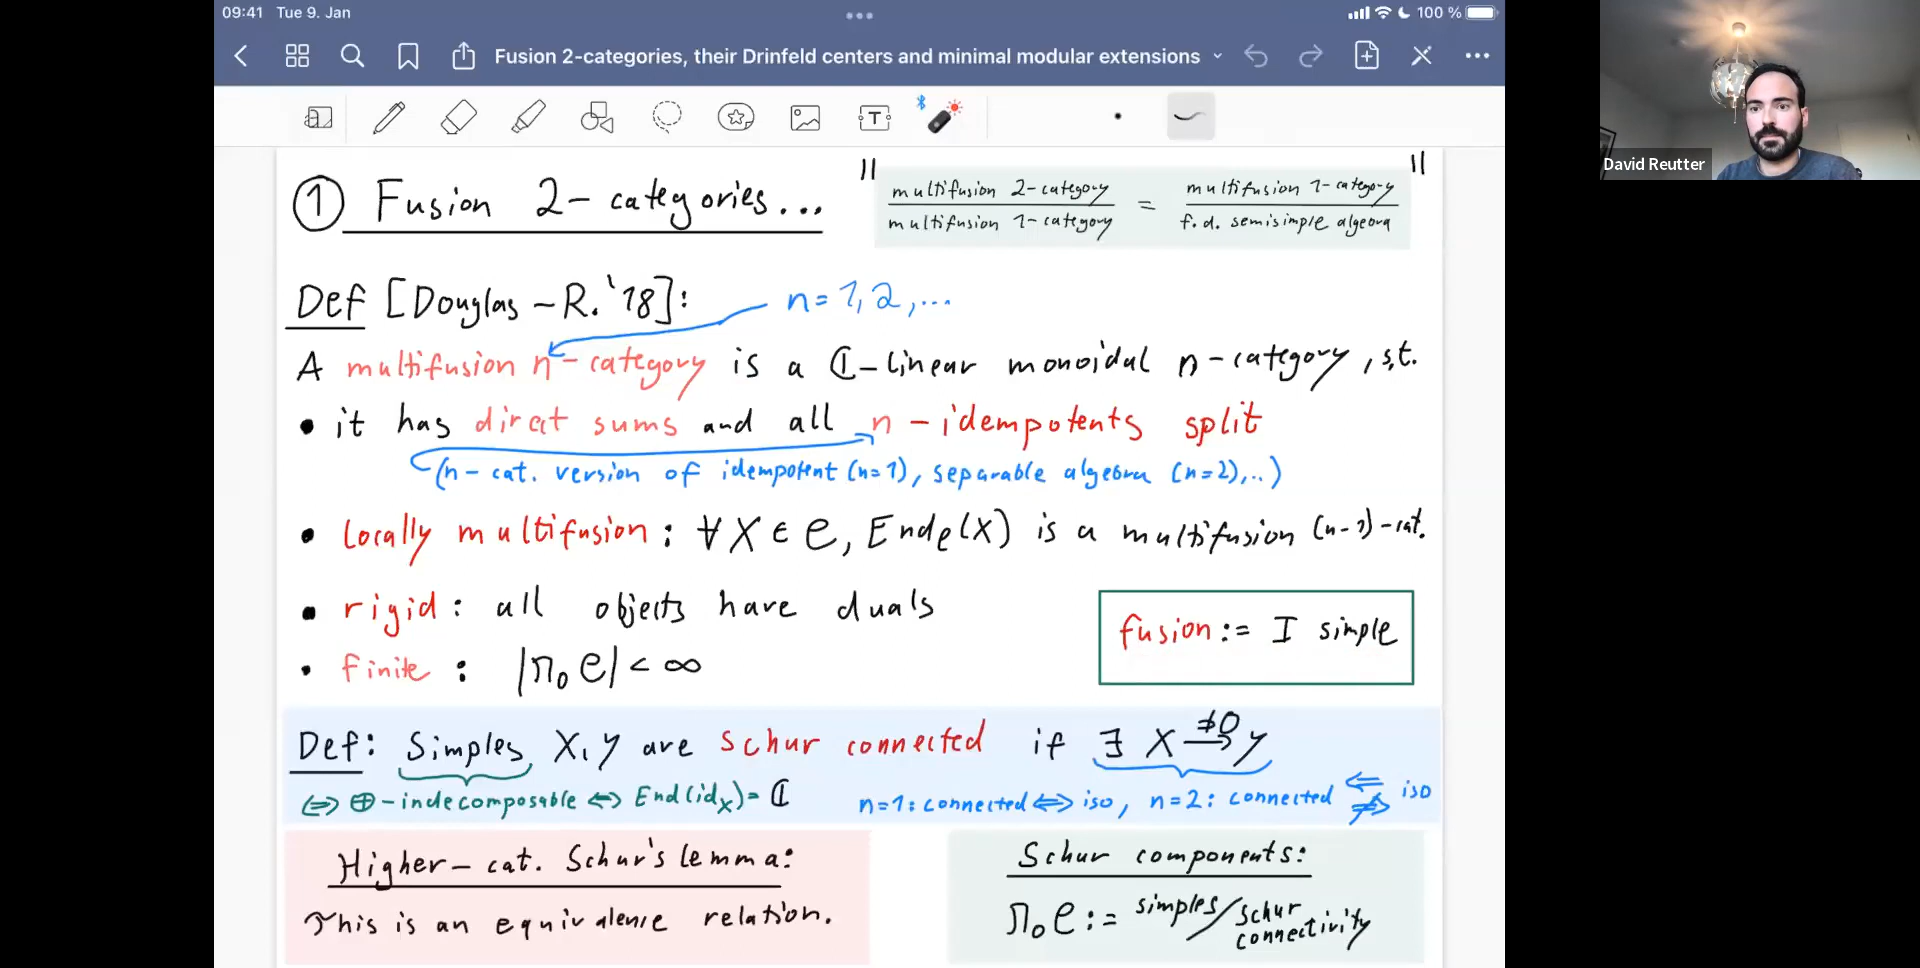 09:41 Tue 9. Jan
100 %
Fusion 2-categories, their Drinfeld centers and minimal modular extensions
T
David Reutter
① Fusion 2-categories...
" multifusion 2-category / multifusion 1-category = multifusion 1-category / f.d. semisimple algebra "
Def [Douglas-R.'18]: n=1,2,...
A multifusion n-category is a ℂ-linear monoidal n-category, s.t.
• it has direct sums and all n-idempotents split
(n-cat. version of idempotent (n=1), separable algebra (n=2),..)
• locally multifusion: ∀ X ∈ C, End_C(X) is a multifusion (n-1)-cat.
• rigid: all objects have duals
fusion := I simple
• finite: |π₀ C| < ∞
Def: Simples X, Y are Schur connected if ∃ X →^{≠0} Y
⇔ ⊕-indecomposable ⇔ End(id_X) = ℂ
n=1: connected ⇔ iso, n=2: connected ⇐ ⇏ iso
Higher-cat. Schur's lemma:
This is an equivalence relation.
Schur components:
π₀ C := simples/Schur connectivity